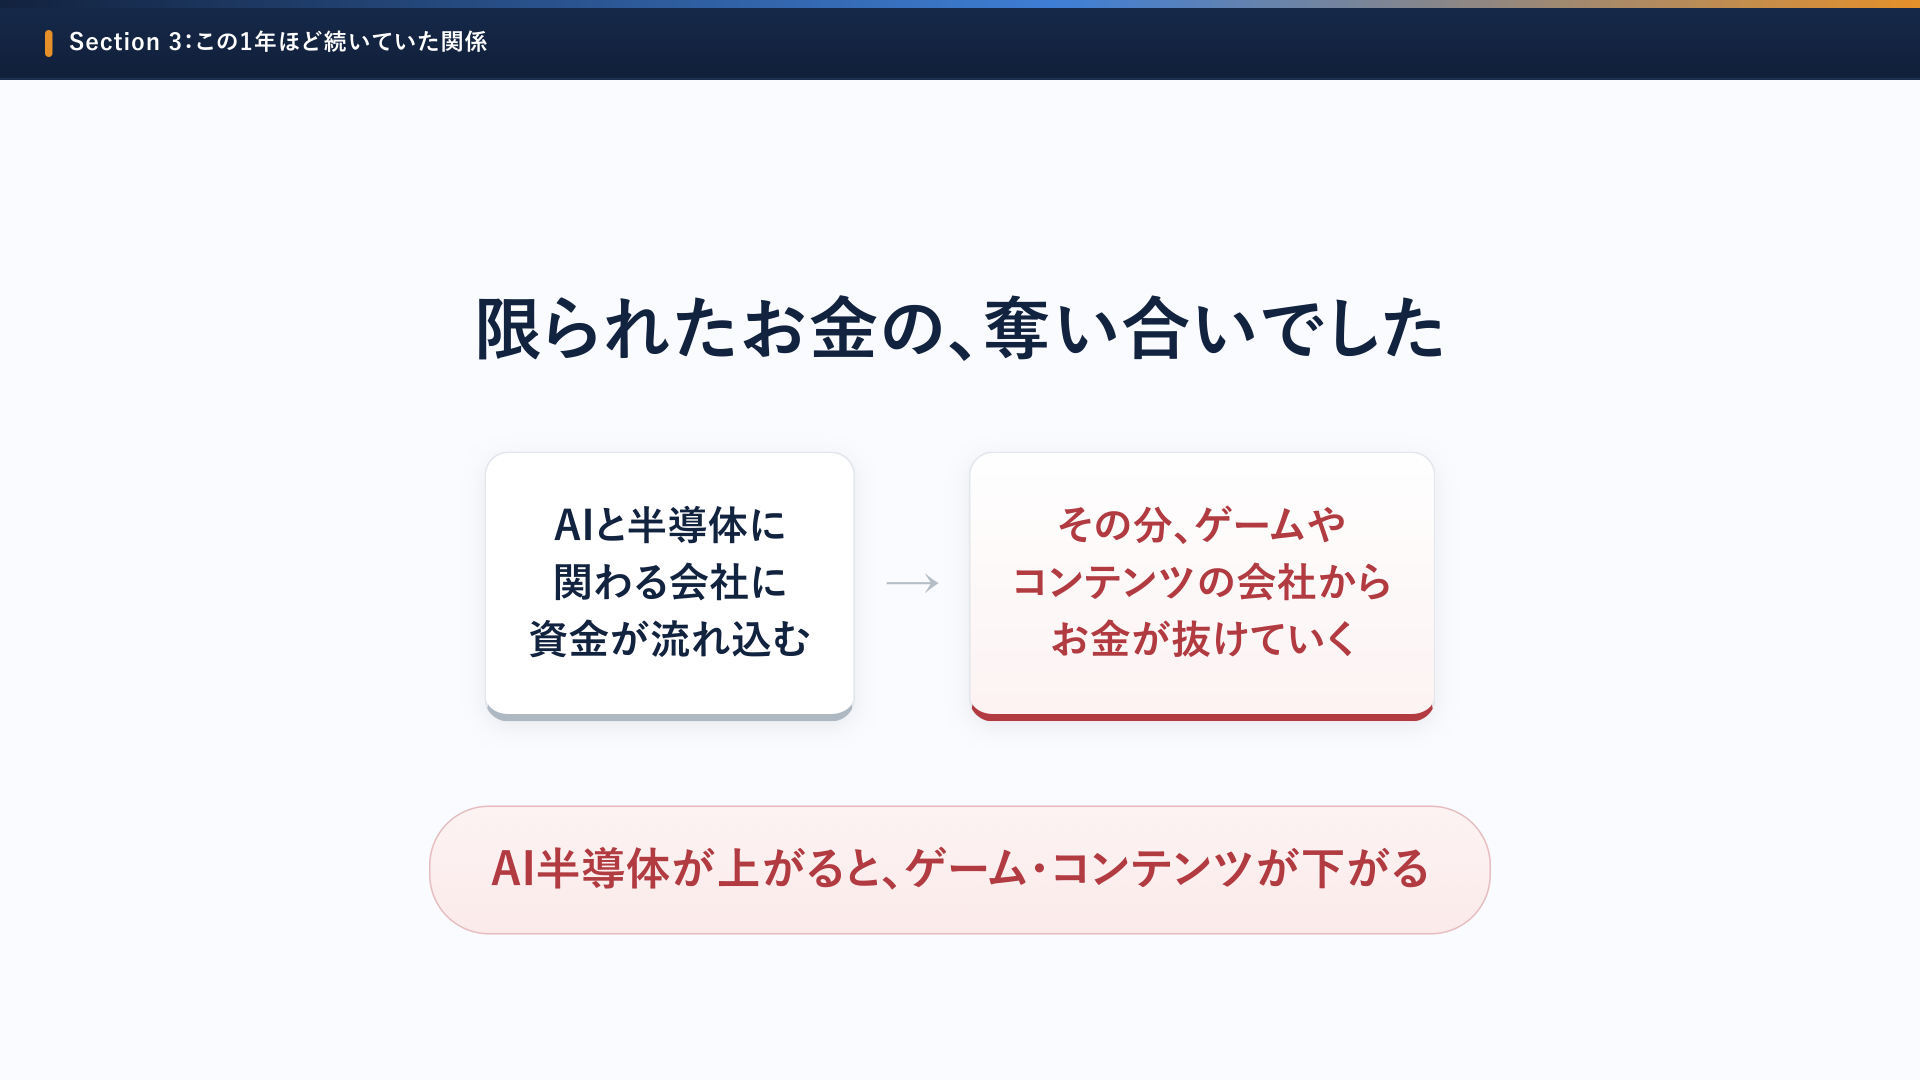 Section 3：この1年ほど続いていた関係
限られたお金の、奪い合いでした
AIと半導体に
関わる会社に
資金が流れ込む
→
その分、ゲームや
コンテンツの会社から
お金が抜けていく
AI半導体が上がると、ゲーム・コンテンツが下がる